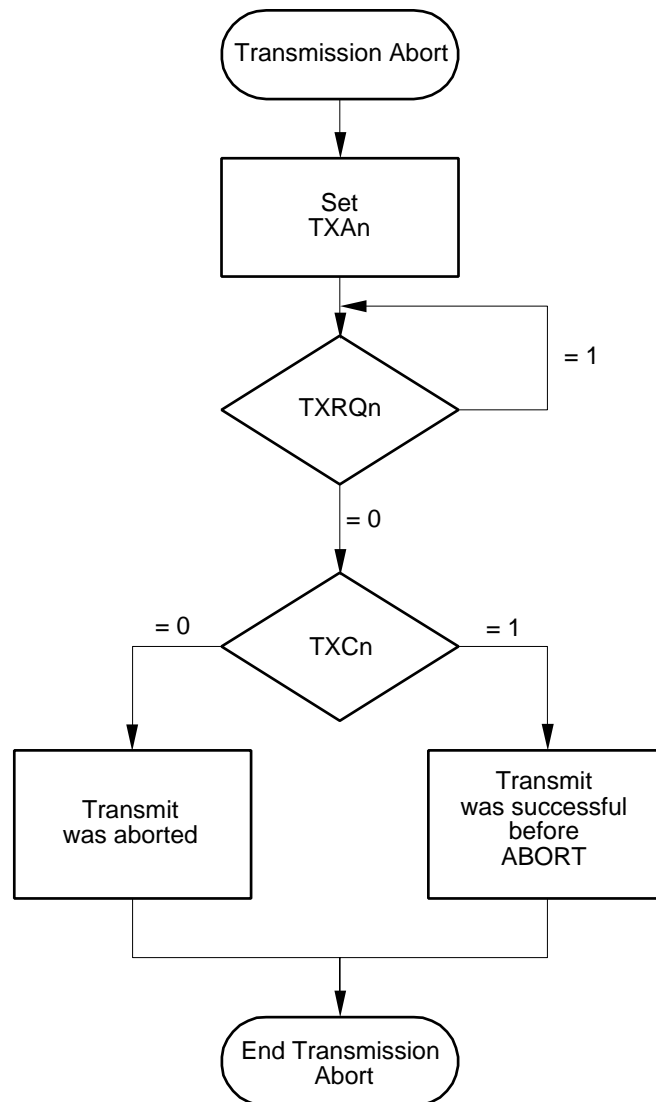 Transmission Abort
Set
TXAn
= 1
TXRQn
= 0
= 0
TXCn
= 1
Transmit
was aborted
Transmit
was successful
before
ABORT
End Transmission
Abort